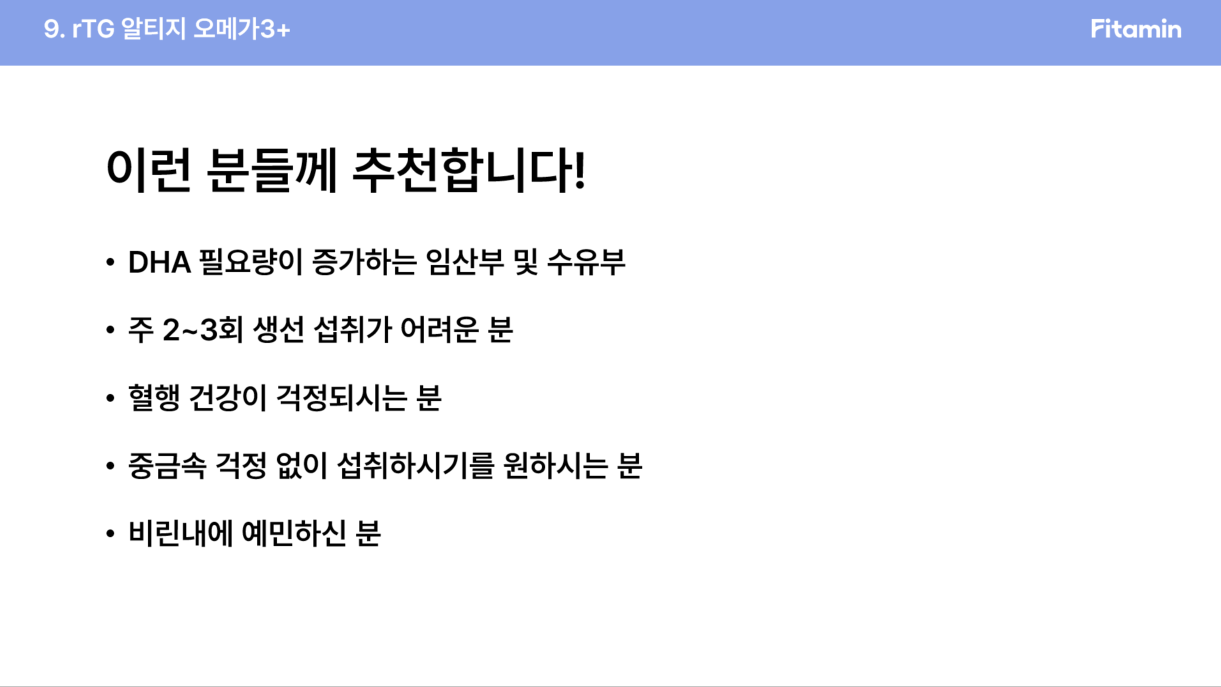 9. rTG 알티지 오메가3+
Fitamin
이런 분들께 추천합니다!
• DHA 필요량이 증가하는 임산부 및 수유부
• 주 2~3회 생선 섭취가 어려운 분
• 혈행 건강이 걱정되시는 분
• 중금속 걱정 없이 섭취하시기를 원하시는 분
• 비린내에 예민하신 분